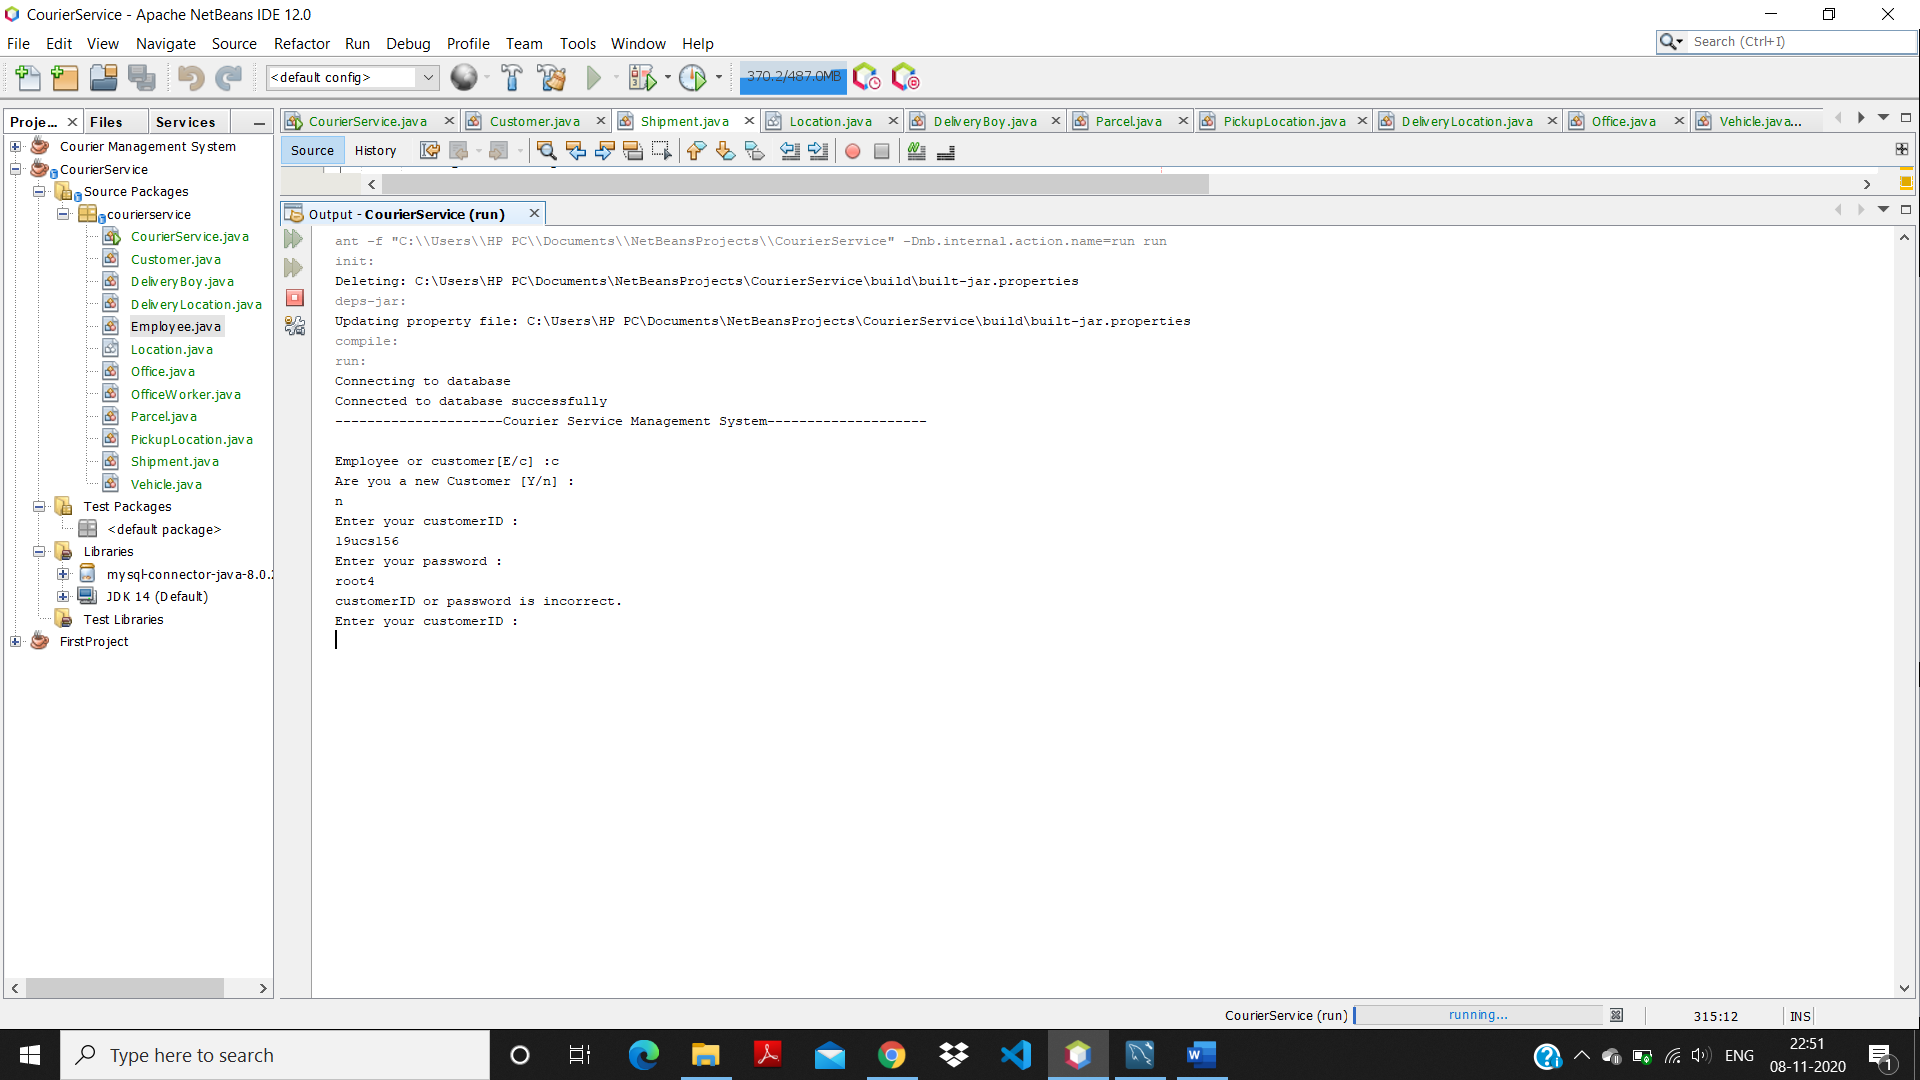 CourierService - Apache NetBeans IDE 12.0
File Edit View Navigate Source Refactor Run Debug Profile Team Tools Window Help
Search (Ctrl+I)
<default config>
370.2/487.0MB
Proje... Files Services
CourierService.java Customer.java Shipment.java Location.java DeliveryBoy.java Parcel.java PickupLocation.java DeliveryLocation.java Office.java Vehicle.java...
Source History
Courier Management System
CourierService
Source Packages
courierservice
CourierService.java
Customer.java
DeliveryBoy.java
DeliveryLocation.java
Employee.java
Location.java
Office.java
OfficeWorker.java
Parcel.java
PickupLocation.java
Shipment.java
Vehicle.java
Test Packages
<default package>
Libraries
mysql-connector-java-8.0.2
JDK 14 (Default)
Test Libraries
FirstProject
Output - CourierService (run)
ant -f "C:\\Users\\HP PC\\Documents\\NetBeansProjects\\CourierService" -Dnb.internal.action.name=run run
init:
Deleting: C:\Users\HP PC\Documents\NetBeansProjects\CourierService\build\built-jar.properties
deps-jar:
Updating property file: C:\Users\HP PC\Documents\NetBeansProjects\CourierService\build\built-jar.properties
compile:
run:
Connecting to database
Connected to database successfully
---------------------Courier Service Management System--------------------
Employee or customer[E/c] :c
Are you a new Customer [Y/n] :
n
Enter your customerID :
19ucs156
Enter your password :
root4
customerID or password is incorrect.
Enter your customerID :
CourierService (run) running... 315:12 INS
Type here to search
ENG
22:51
08-11-2020
1